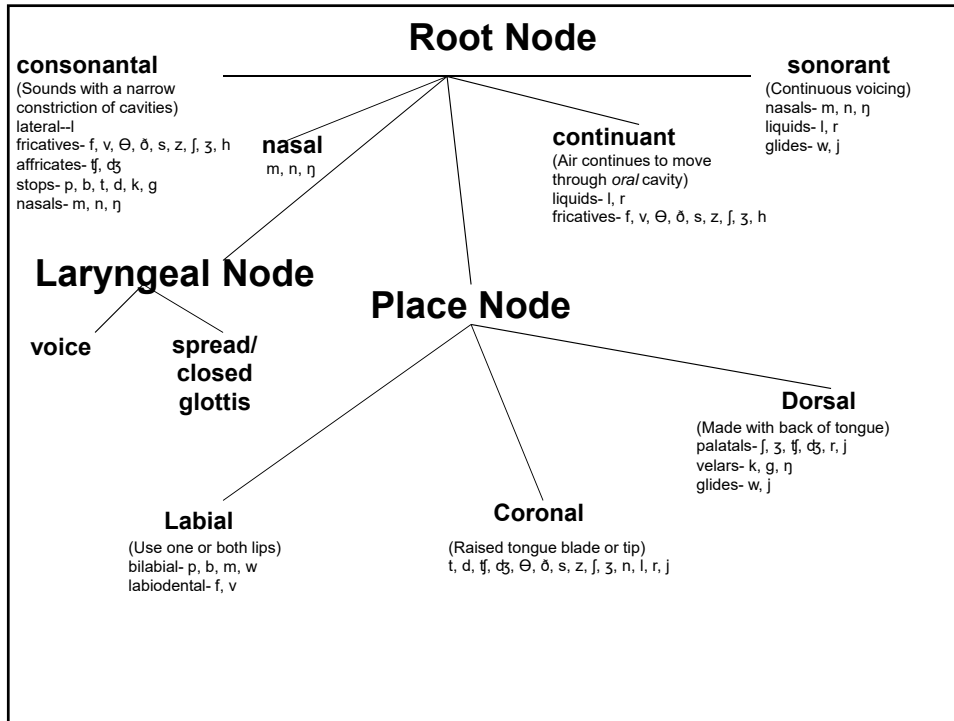 Root Node
consonantal
(Sounds with a narrow
constriction of cavities)
lateral--l
fricatives- f, v, Ɵ, ð, s, z, ʃ, ʒ, h
affricates- ʧ, ʤ
stops- p, b, t, d, k, g
nasals- m, n, ŋ
nasal
m, n, ŋ
continuant
(Air continues to move
through oral cavity)
liquids- l, r
fricatives- f, v, Ɵ, ð, s, z, ʃ, ʒ, h
sonorant
(Continuous voicing)
nasals- m, n, ŋ
liquids- l, r
glides- w, j
Laryngeal Node
voice
spread/
closed
glottis
Place Node
Labial
(Use one or both lips)
bilabial- p, b, m, w
labiodental- f, v
Coronal
(Raised tongue blade or tip)
t, d, ʧ, ʤ, Ɵ, ð, s, z, ʃ, ʒ, n, l, r, j
Dorsal
(Made with back of tongue)
palatals- ʃ, ʒ, ʧ, ʤ, r, j
velars- k, g, ŋ
glides- w, j